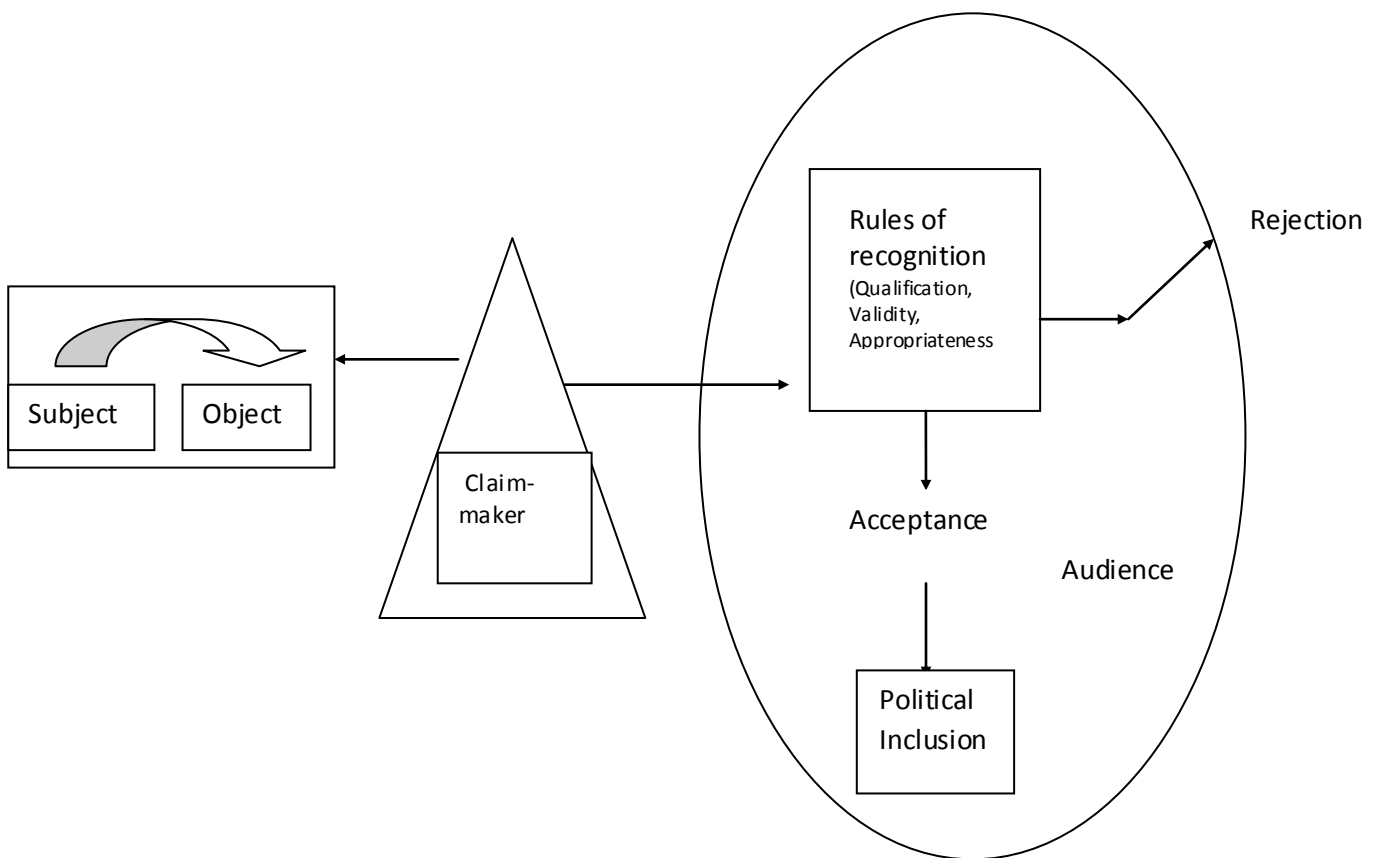 Subject
Object
Claim-
maker
Rules of
recognition
(Qualification,
Validity,
Appropriateness
Rejection
Acceptance
Audience
Political
Inclusion